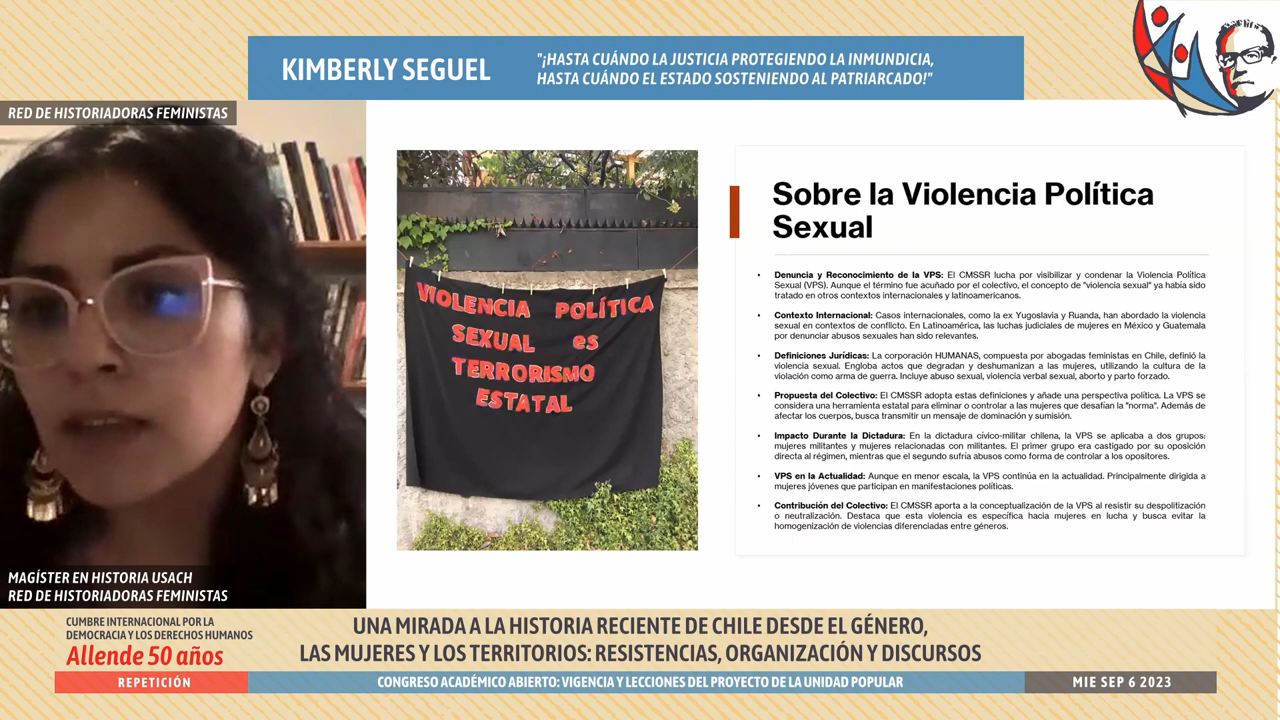 KIMBERLY SEGUEL
"¡HASTA CUÁNDO LA JUSTICIA PROTEGIENDO LA INMUNDICIA,
HASTA CUÁNDO EL ESTADO SOSTENIENDO AL PATRIARCADO!"
RED DE HISTORIADORAS FEMINISTAS
VIOLENCIA POLÍTICA
SEXUAL es
TERRORISMO
ESTATAL
Sobre la Violencia Política
Sexual
• Denuncia y Reconocimiento de la VPS: El CMSSR lucha por visibilizar y condenar la Violencia Política
Sexual (VPS). Aunque el término fue acuñado por el colectivo, el concepto de "violencia sexual" ya había sido
tratado en otros contextos internacionales y latinoamericanos.
• Contexto Internacional: Casos internacionales, como la ex Yugoslavia y Ruanda, han abordado la violencia
sexual en contextos de conflicto. En Latinoamérica, las luchas judiciales de mujeres en México y Guatemala
por denunciar abusos sexuales han sido relevantes.
• Definiciones Jurídicas: La corporación HUMANAS, compuesta por abogadas feministas en Chile, definió la
violencia sexual. Engloba actos que degradan y deshumanizan a las mujeres, utilizando la cultura de la
violación como arma de guerra. Incluye abuso sexual, violencia verbal sexual, aborto y parto forzado.
• Propuesta del Colectivo: El CMSSR adopta estas definiciones y añade una perspectiva política. La VPS se
considera una herramienta estatal para eliminar o controlar a las mujeres que desafían la "norma". Además de
afectar los cuerpos, busca transmitir un mensaje de dominación y sumisión.
• Impacto Durante la Dictadura: En la dictadura cívico-militar chilena, la VPS se aplicaba a dos grupos:
mujeres militantes y mujeres relacionadas con militantes. El primer grupo era castigado por su oposición
directa al régimen, mientras que el segundo sufría abusos como forma de controlar a los opositores.
• VPS en la Actualidad: Aunque en menor escala, la VPS continúa en la actualidad. Principalmente dirigida a
mujeres jóvenes que participan en manifestaciones políticas.
• Contribución del Colectivo: El CMSSR aporta a la conceptualización de la VPS al resistir su despolitización
o neutralización. Destaca que esta violencia es específica hacia mujeres en lucha y busca evitar la
homogenización de violencias diferenciadas entre géneros.
MAGÍSTER EN HISTORIA USACH
RED DE HISTORIADORAS FEMINISTAS
CUMBRE INTERNACIONAL POR LA
DEMOCRACIA Y LOS DERECHOS HUMANOS
Allende 50 años
REPETICIÓN
UNA MIRADA A LA HISTORIA RECIENTE DE CHILE DESDE EL GÉNERO,
LAS MUJERES Y LOS TERRITORIOS: RESISTENCIAS, ORGANIZACIÓN Y DISCURSOS
CONGRESO ACADÉMICO ABIERTO: VIGENCIA Y LECCIONES DEL PROYECTO DE LA UNIDAD POPULAR
MIE SEP 6 2023